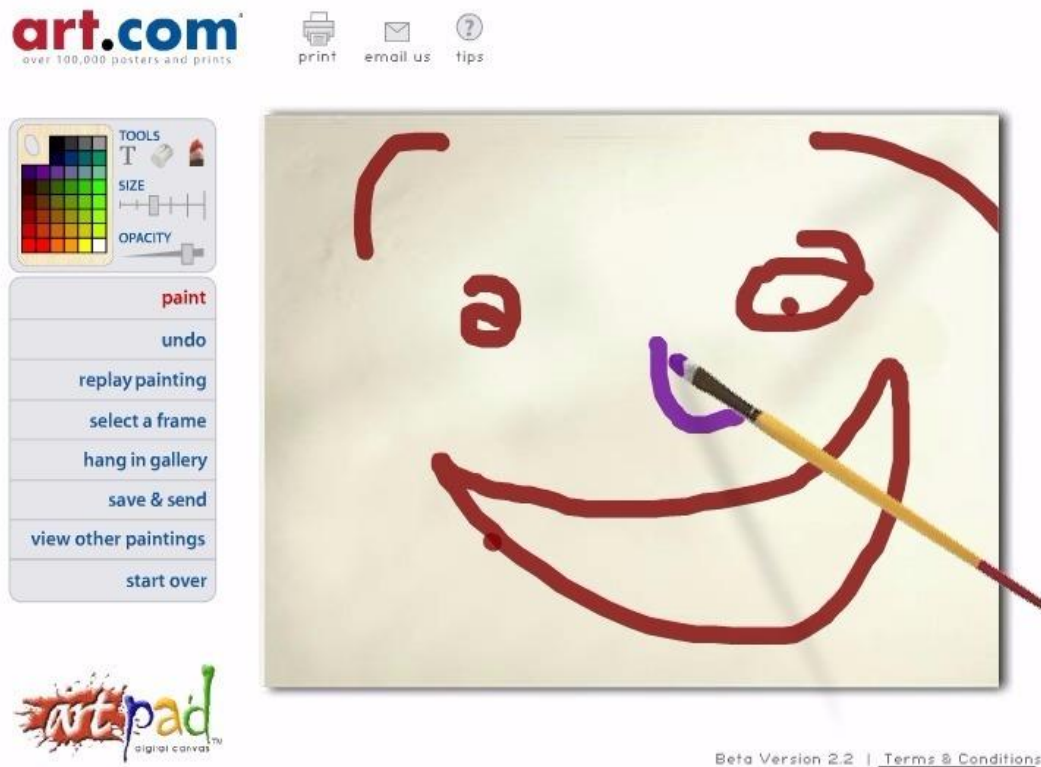 art.com
over 100,000 posters and prints
print
email us
tips
TOOLS
T
SIZE
OPACITY
paint
undo
replay painting
select a frame
hang in gallery
save & send
view other paintings
start over
artpad
digital canvas™
Beta Version 2.2 | Terms & Conditions